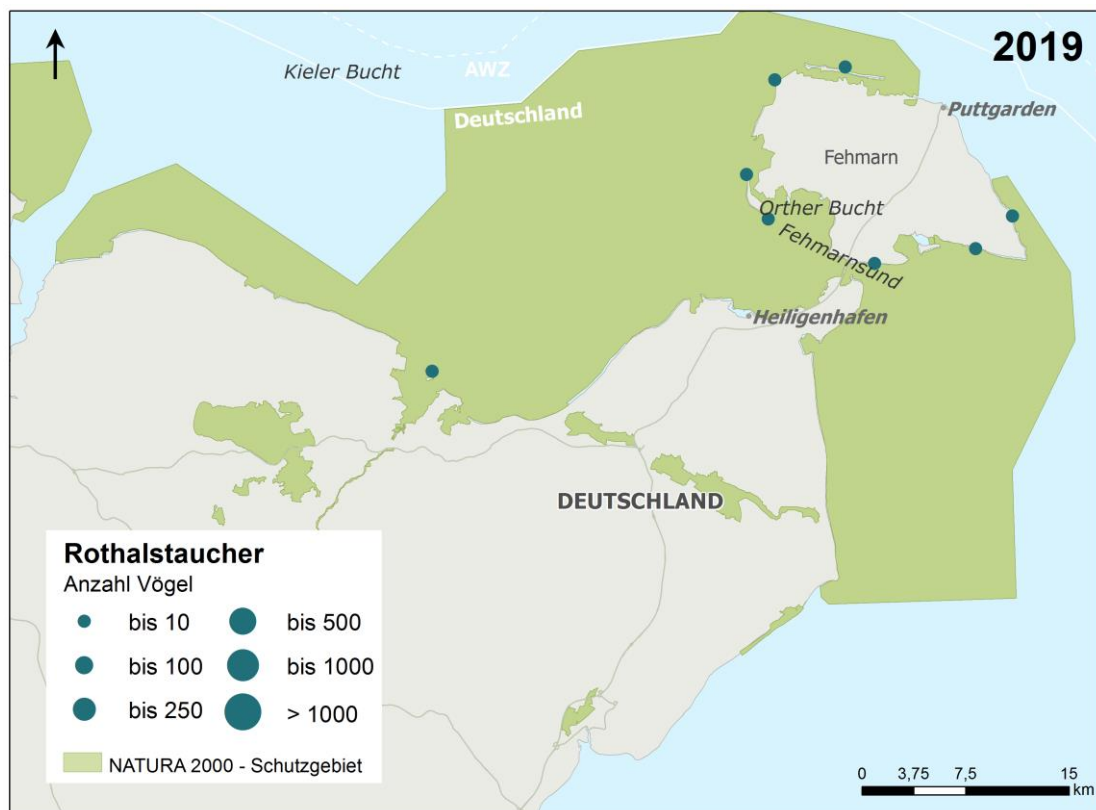 2019
Kieler Bucht
AWZ
Deutschland
Puttgarden
Fehmarn
Orther Bucht
Fehmarnsund
Heiligenhafen
DEUTSCHLAND
Rothalstaucher
Anzahl Vögel
bis 10
bis 500
bis 100
bis 1000
bis 250
> 1000
NATURA 2000 - Schutzgebiet
0 3,75 7,5 15
km